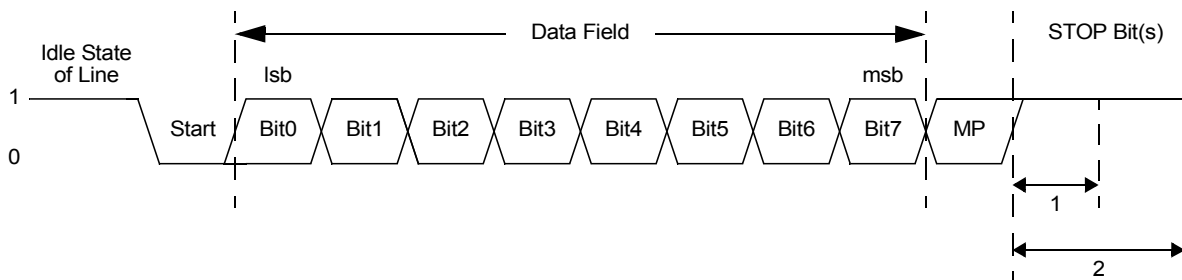 Data Field
STOP Bit(s)
Idle State
of Line
lsb
msb
1
Start
Bit0
Bit1
Bit2
Bit3
Bit4
Bit5
Bit6
Bit7
MP
0
1
2